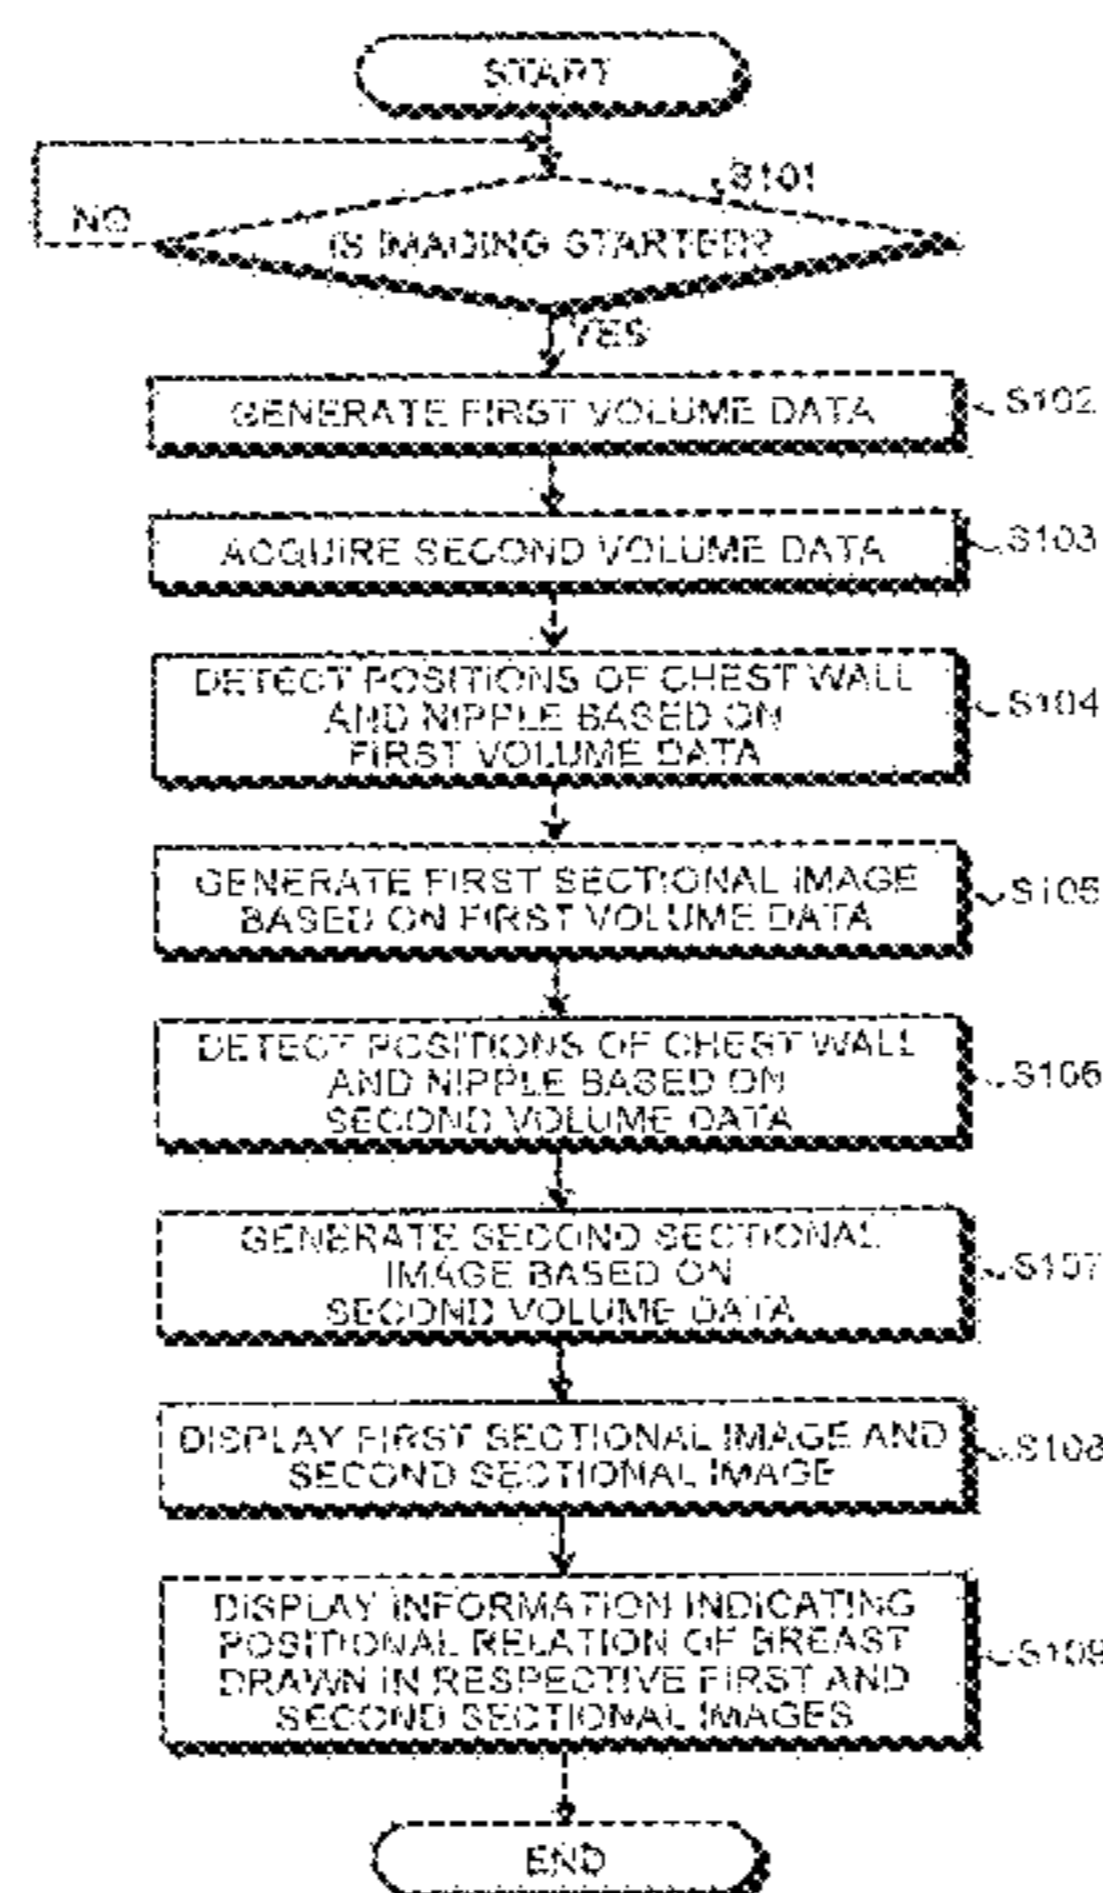 START
S101
NO
IS IMAGING STARTED?
YES
GENERATE FIRST VOLUME DATA
S102
ACQUIRE SECOND VOLUME DATA
S103
DETECT POSITIONS OF CHEST WALL
AND NIPPLE BASED ON
FIRST VOLUME DATA
S104
GENERATE FIRST SECTIONAL IMAGE
BASED ON FIRST VOLUME DATA
S105
DETECT POSITIONS OF CHEST WALL
AND NIPPLE BASED ON
SECOND VOLUME DATA
S106
GENERATE SECOND SECTIONAL
IMAGE BASED ON
SECOND VOLUME DATA
S107
DISPLAY FIRST SECTIONAL IMAGE AND
SECOND SECTIONAL IMAGE
S108
DISPLAY INFORMATION INDICATING
POSITIONAL RELATION OF BREAST
DRAWN IN RESPECTIVE FIRST AND
SECOND SECTIONAL IMAGES
S109
END